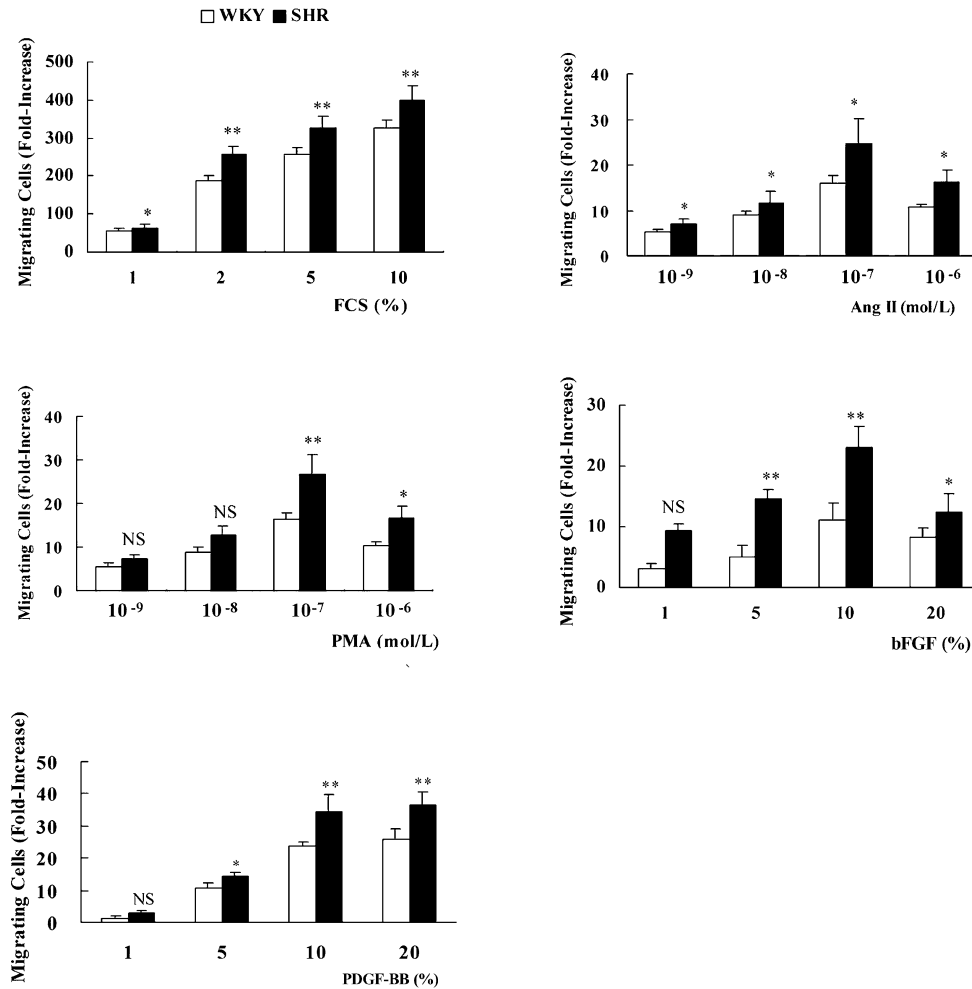 WKY SHR
Migrating Cells (Fold-Increase)
500
400
300
200
100
0
*
**
**
**
1 2 5 10
FCS (%)
Migrating Cells (Fold-Increase)
40
30
20
10
0
*
*
*
*
10-9 10-8 10-7 10-6
Ang II (mol/L)
Migrating Cells (Fold-Increase)
40
30
20
10
0
NS
NS
**
*
10-9 10-8 10-7 10-6
PMA (mol/L)
Migrating Cells (Fold-Increase)
30
20
10
0
NS
**
**
*
1 5 10 20
bFGF (%)
Migrating Cells (Fold-Increase)
50
40
30
20
10
0
NS
*
**
**
1 5 10 20
PDGF-BB (%)